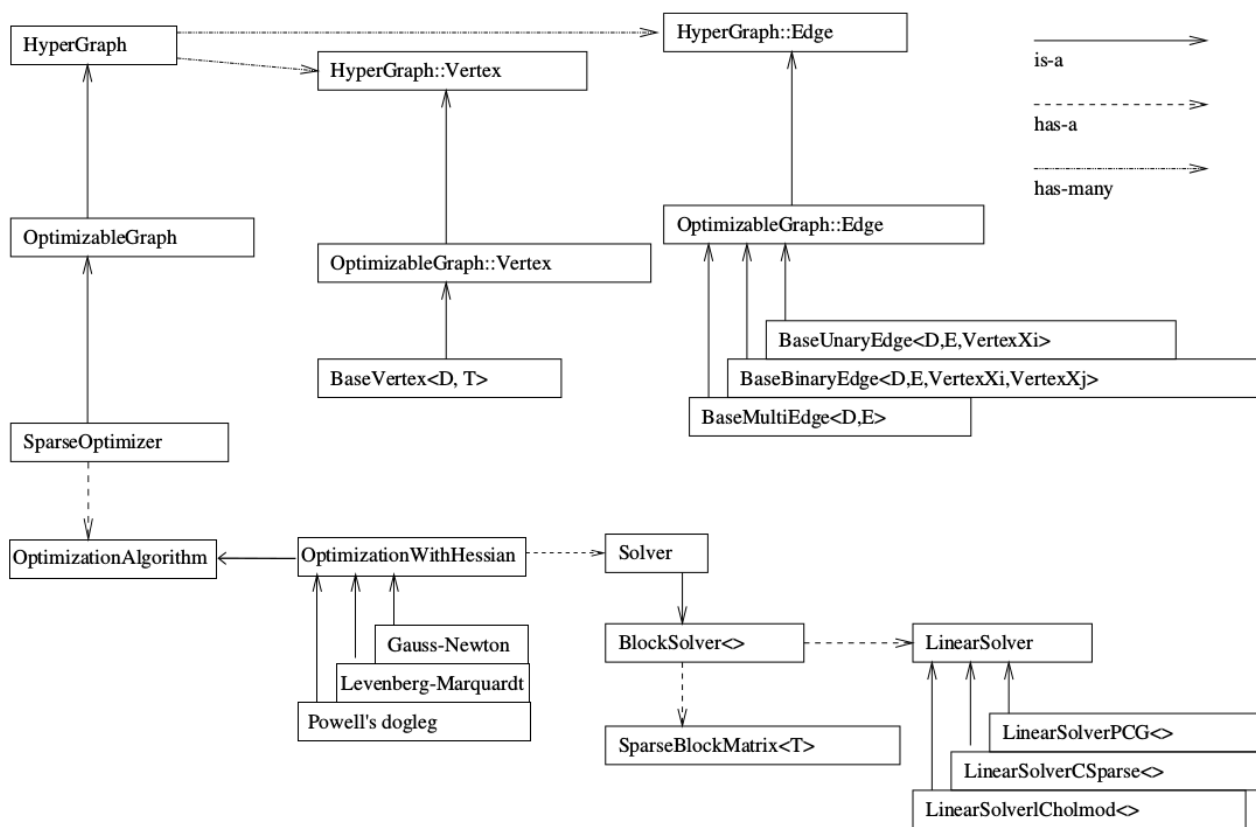 HyperGraph
HyperGraph::Edge
HyperGraph::Vertex
is-a
has-a
has-many
OptimizableGraph
OptimizableGraph::Edge
OptimizableGraph::Vertex
BaseUnaryEdge<D,E,VertexXi>
BaseVertex<D, T>
BaseBinaryEdge<D,E,VertexXi,VertexXj>
BaseMultiEdge<D,E>
SparseOptimizer
OptimizationAlgorithm
OptimizationWithHessian
Solver
Gauss-Newton
BlockSolver<>
LinearSolver
Levenberg-Marquardt
Powell's dogleg
SparseBlockMatrix<T>
LinearSolverPCG<>
LinearSolverCSparse<>
LinearSolverlCholmod<>